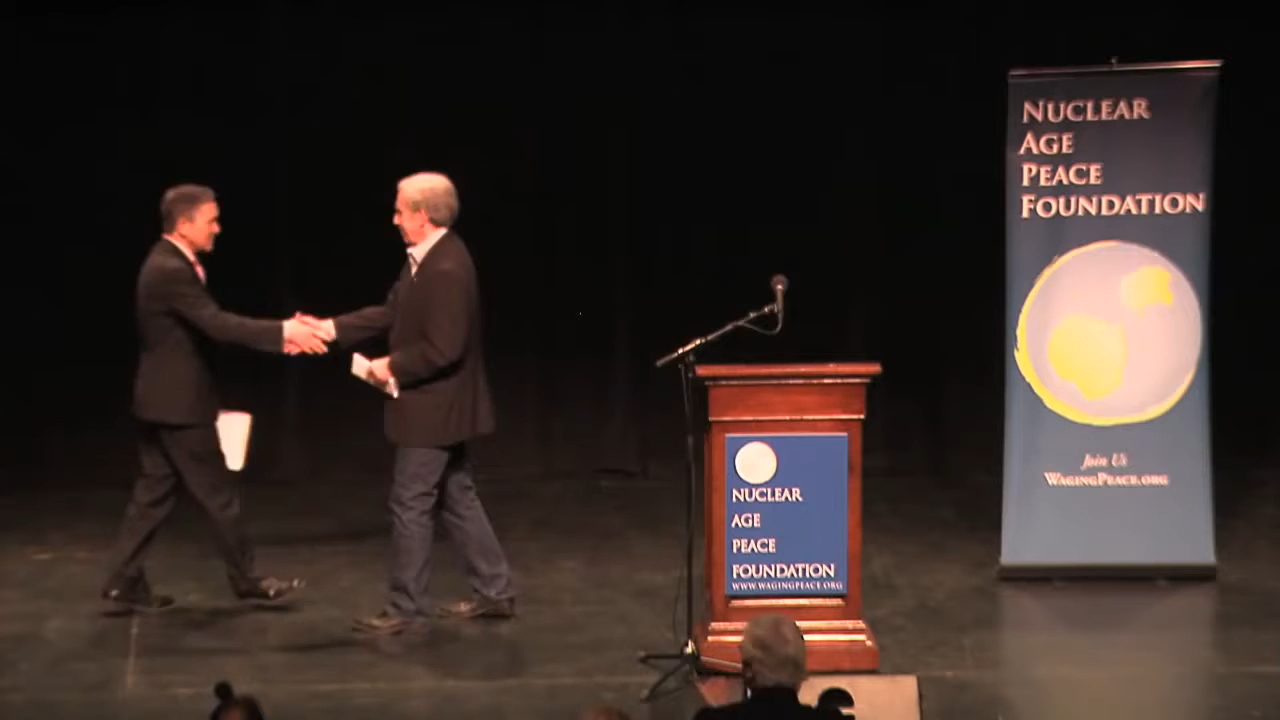 NUCLEAR
AGE
PEACE
FOUNDATION
Join Us
WAGINGPEACE.ORG
NUCLEAR
AGE
PEACE
FOUNDATION
WWW.WAGINGPEACE.ORG